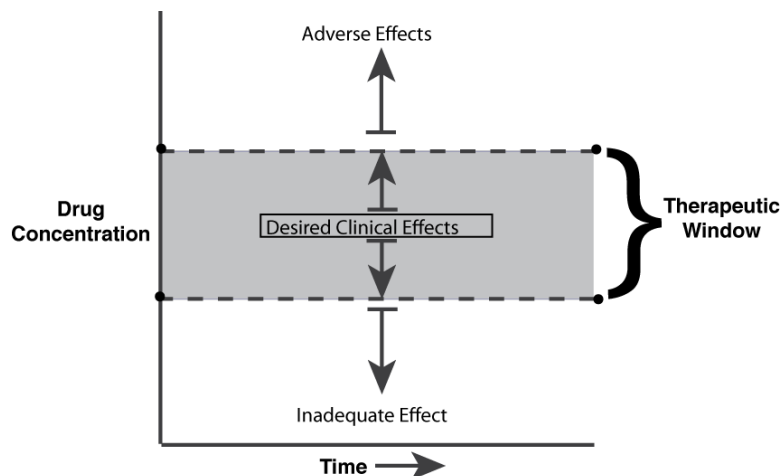 Adverse Effects
Drug
Concentration
Desired Clinical Effects
Therapeutic
Window
Inadequate Effect
Time